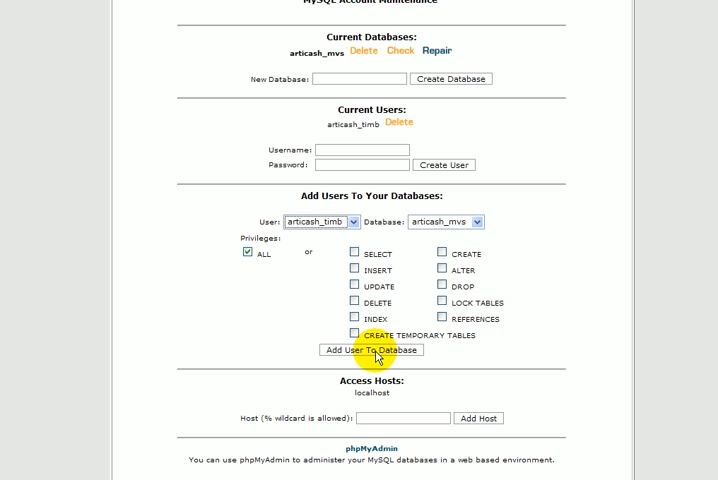 MySQL Account Maintenance
Current Databases:
articash_mvs Delete Check Repair
New Database: Create Database
Current Users:
articash_timb Delete
Username:
Password: Create User
Add Users To Your Databases:
User: articash_timb Database: articash_mvs
Privileges:
ALL or SELECT CREATE
INSERT ALTER
UPDATE DROP
DELETE LOCK TABLES
INDEX REFERENCES
CREATE TEMPORARY TABLES
Add User To Database
Access Hosts:
localhost
Host (% wildcard is allowed): Add Host
phpMyAdmin
You can use phpMyAdmin to administer your MySQL databases in a web based environment.